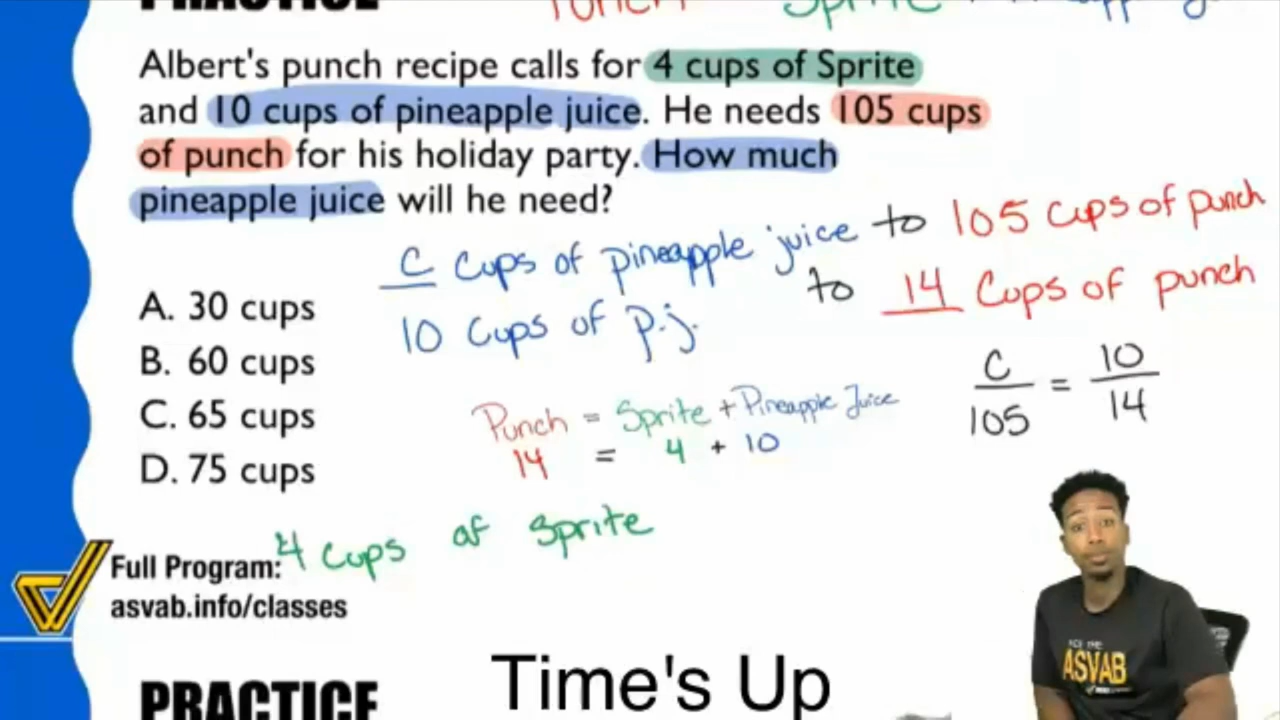 PRACTICE
Punch
Sprite
Albert's punch recipe calls for 4 cups of Sprite
and 10 cups of pineapple juice. He needs 105 cups
of punch for his holiday party. How much
pineapple juice will he need?
C cups of pineapple juice to 105 cups of punch
10 cups of p.j. to 14 cups of punch
A. 30 cups
B. 60 cups
C. 65 cups
D. 75 cups
C/105 = 10/14
Punch = Sprite + Pineapple Juice
14 = 4 + 10
4 cups of Sprite
Full Program:
asvab.info/classes
ASVAB
Time's Up
PRACTICE